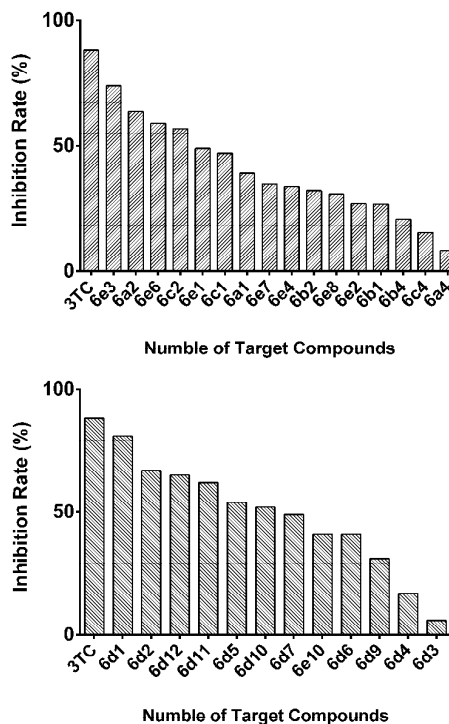 100
50
0
Inhibition Rate (%)
3TC 6e3 6a2 6e6 6c2 6e1 6c1 6a1 6e7 6e4 6b2 6e8 6e2 6b1 6b4 6c4 6a4
Numble of Target Compounds
100
50
0
Inhibition Rate (%)
3TC 6d1 6d2 6d12 6d11 6d5 6d10 6d7 6e10 6d6 6d9 6d4 6d3
Numble of Target Compounds